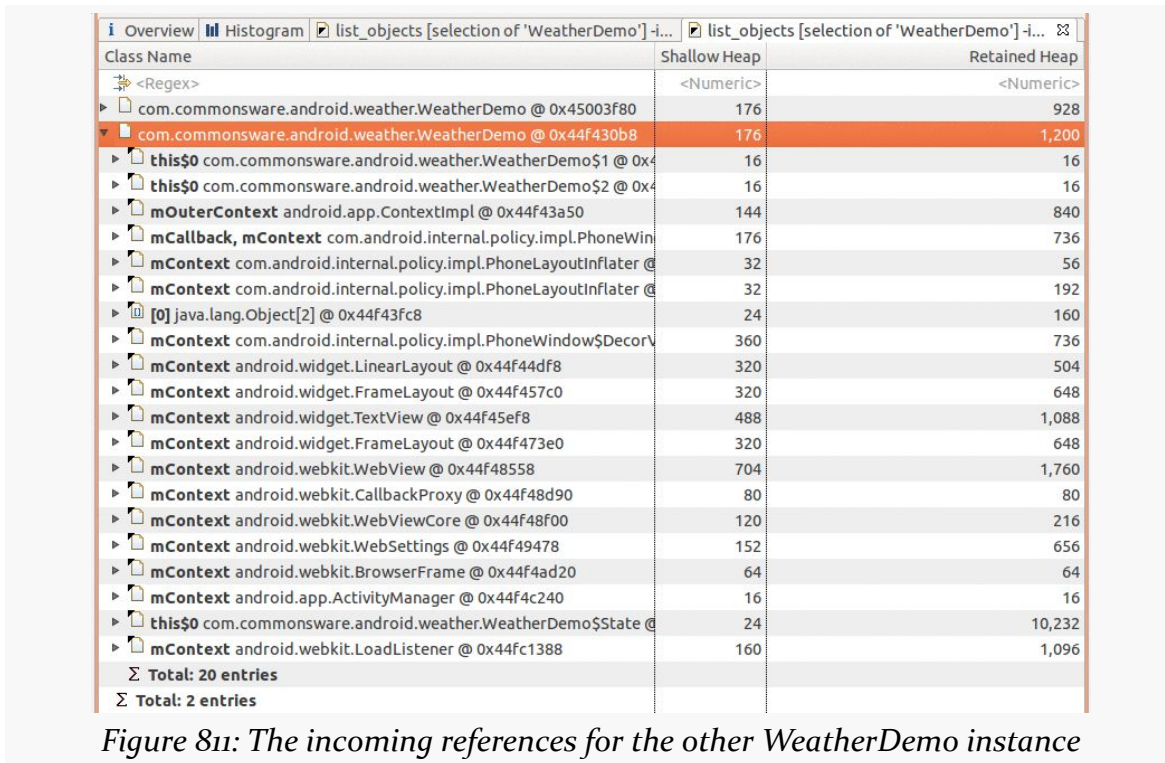 i Overview Histogram list_objects [selection of 'WeatherDemo'] -i... list_objects [selection of 'WeatherDemo'] -i...
Class Name Shallow Heap Retained Heap
<Regex> <Numeric> <Numeric>
com.commonsware.android.weather.WeatherDemo @ 0x45003f80 176 928
com.commonsware.android.weather.WeatherDemo @ 0x44f430b8 176 1,200
this$0 com.commonsware.android.weather.WeatherDemo$1 @ 0x4 16 16
this$0 com.commonsware.android.weather.WeatherDemo$2 @ 0x4 16 16
mOuterContext android.app.ContextImpl @ 0x44f43a50 144 840
mCallback, mContext com.android.internal.policy.impl.PhoneWin 176 736
mContext com.android.internal.policy.impl.PhoneLayoutInflater @ 32 56
mContext com.android.internal.policy.impl.PhoneLayoutInflater @ 32 192
[0] java.lang.Object[2] @ 0x44f43fc8 24 160
mContext com.android.internal.policy.impl.PhoneWindow$DecorV 360 736
mContext android.widget.LinearLayout @ 0x44f44df8 320 504
mContext android.widget.FrameLayout @ 0x44f457c0 320 648
mContext android.widget.TextView @ 0x44f45ef8 488 1,088
mContext android.widget.FrameLayout @ 0x44f473e0 320 648
mContext android.webkit.WebView @ 0x44f48558 704 1,760
mContext android.webkit.CallbackProxy @ 0x44f48d90 80 80
mContext android.webkit.WebViewCore @ 0x44f48f00 120 216
mContext android.webkit.WebSettings @ 0x44f49478 152 656
mContext android.webkit.BrowserFrame @ 0x44f4ad20 64 64
mContext android.app.ActivityManager @ 0x44f4c240 16 16
this$0 com.commonsware.android.weather.WeatherDemo$State @ 24 10,232
mContext android.webkit.LoadListener @ 0x44fc1388 160 1,096
Σ Total: 20 entries
Σ Total: 2 entries
Figure 811: The incoming references for the other WeatherDemo instance